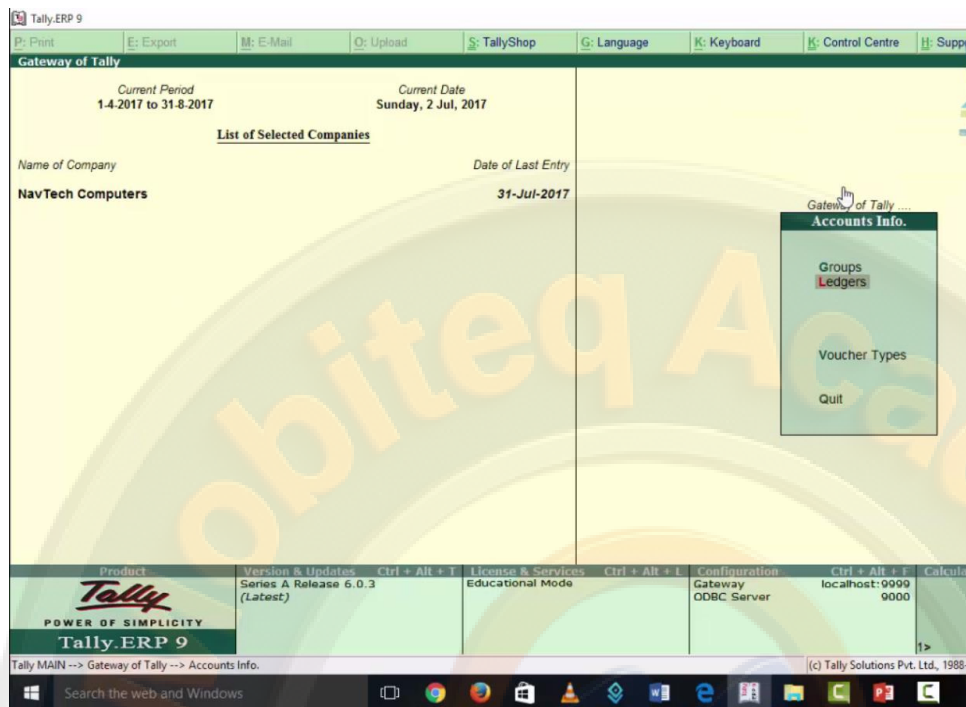 Tally.ERP 9
P: Print E: Export M: E-Mail O: Upload S: TallyShop G: Language K: Keyboard K: Control Centre H: Supp
Gateway of Tally
Current Period Current Date
1-4-2017 to 31-8-2017 Sunday, 2 Jul, 2017
List of Selected Companies
Name of Company Date of Last Entry
NavTech Computers 31-Jul-2017
Gateway of Tally ....
Accounts Info.
Groups
Ledgers
Voucher Types
Quit
obiteq Aca
Product Version & Updates Ctrl + Alt + T License & Services Ctrl + Alt + L Configuration Ctrl + Alt + F Calcula
Series A Release 6.0.3 Educational Mode Gateway localhost:9999
(Latest) ODBC Server 9000
Tally
POWER OF SIMPLICITY
Tally.ERP 9
1>
Tally MAIN --> Gateway of Tally --> Accounts Info. (c) Tally Solutions Pvt. Ltd., 1988-
Search the web and Windows